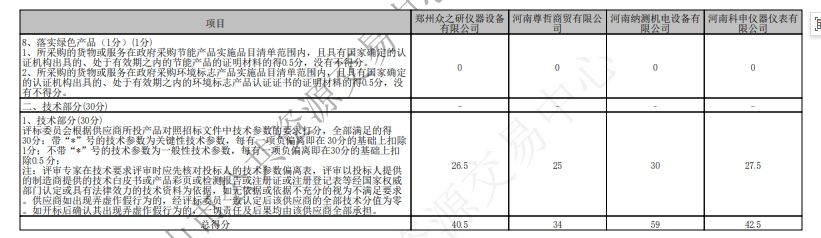 项目 郑州众之研仪器设备有限公司 河南尊哲商贸有限公司 河南纳测机电设备有限公司 河南科申仪器仪表有限公司
8、落实绿色产品（1分）(1分)
1、所采购的货物或服务在政府采购节能产品实施品目清单范围内，且具有国家确定的认
证机构出具的、处于有效期之内的节能产品的证明材料的得0.5分，没有不得分。
2、所采购的货物或服务在政府采购环境标志产品实施品目清单范围内，且具有国家确定
的认证机构出具的、处于有效期之内的环境标志产品认证证书的证明材料的得0.5分，没
有不得分。
0 0 0 0
二、技术部分(30分) - - - -
1、技术部分(30分)
评标委员会根据供应商所投产品对照招标文件中技术参数的要求打分，全部满足的得
30分；带“*”号的技术参数为关键性技术参数，每有一项负偏离即在30分的基础上扣除
1分；不带“*”号的技术参数为一般性技术参数，每有一项负偏离即在30分的基础上扣
除0.5 分；
注：评审专家在技术要求评审时应先核对投标人的技术参数偏离表，评审以投标人提供
的制造商提供的技术白皮书或产品彩页或检测报告或注册证或注册登记表等经国家权威
部门认定或具有法律效力的技术资料为依据，如无依据或依据不充分的视为不满足要求
。供应商如出现弄虚作假行为的，经评标委员一致认定后该供应商的全部技术分值为零
。如开标后确认其出现弄虚作假行为的，一切责任及后果均由该供应商全部承担。
26.5 25 30 27.5
总得分 40.5 34 59 42.5